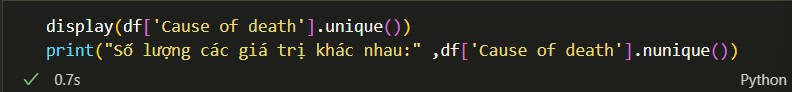 display(df['Cause of death'].unique())
print("Số lượng các giá trị khác nhau:" ,df['Cause of death'].nunique())
✓ 0.7s Python